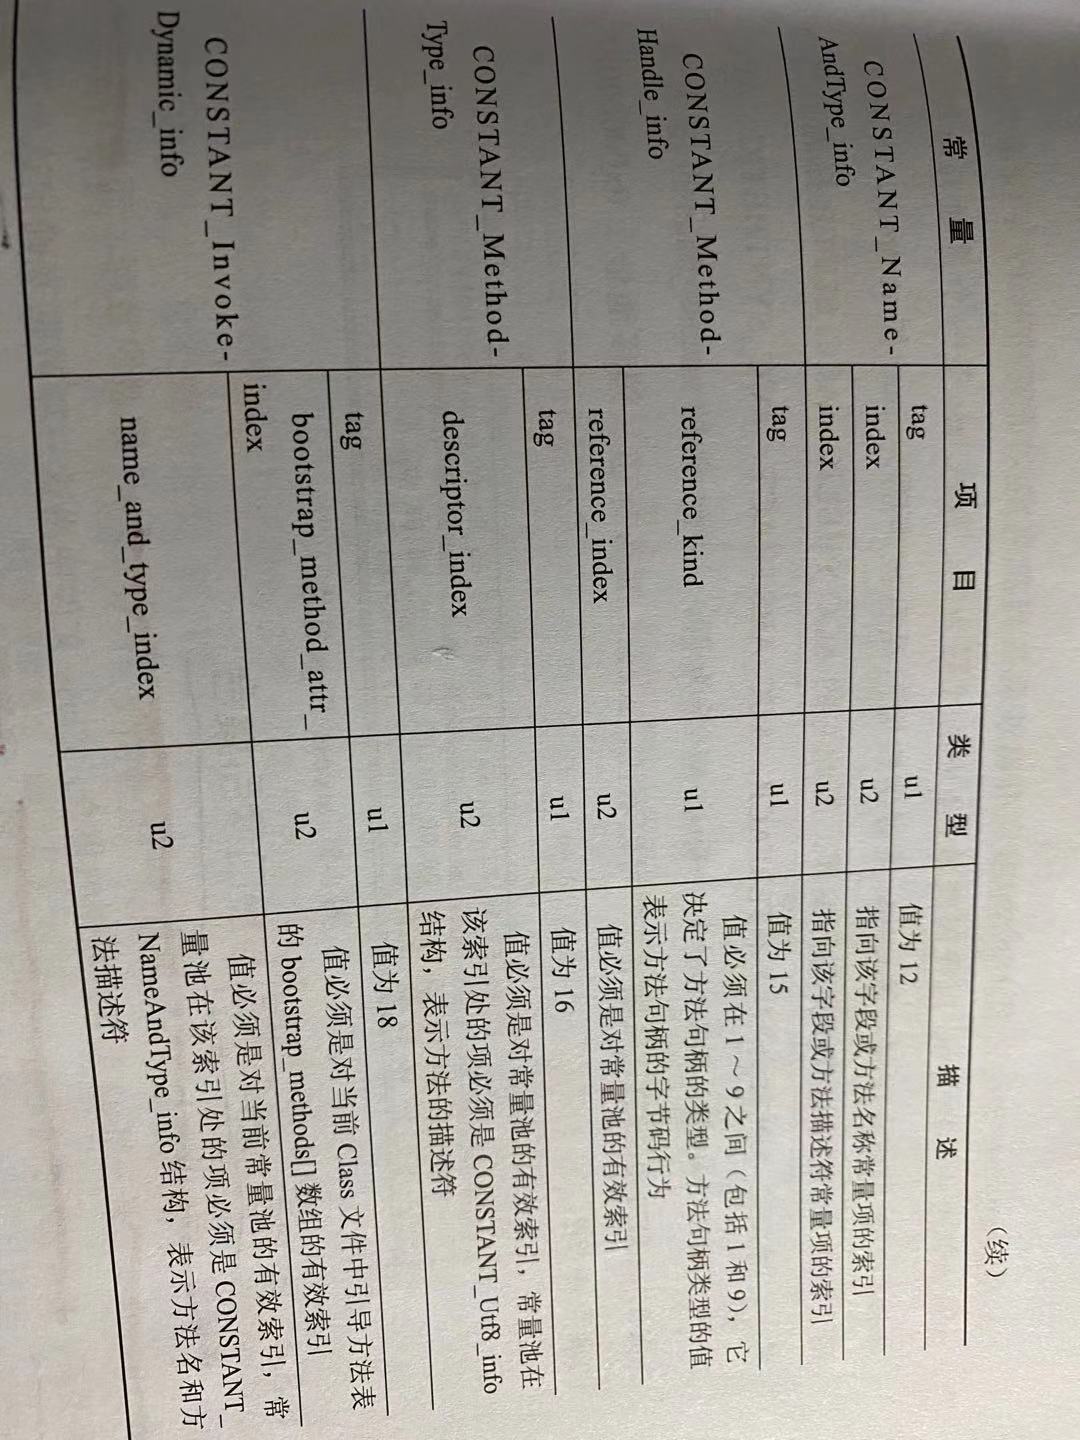 （续）
常 量 项 目 类 型 描 述
CONSTANT_Name-
AndType_info
tag u1 值为 12
index u2 指向该字段或方法名称常量项的索引
index u2 指向该字段或方法描述符常量项的索引
CONSTANT_Method-
Handle_info
tag u1 值为 15
reference_kind u1 值必须在 1～9 之间（包括 1 和 9），它
决定了方法句柄的类型。方法句柄类型的值
表示方法句柄的字节码行为
reference_index u2 值必须是对常量池的有效索引
CONSTANT_Method-
Type_info
tag u1 值为 16
descriptor_index u2 值必须是对常量池的有效索引，常量池在
该索引处的项必须是 CONSTANT_Utf8_info
结构，表示方法的描述符
CONSTANT_Invoke-
Dynamic_info
tag u1 值为 18
bootstrap_method_attr_
index
u2 值必须是对当前 Class 文件中引导方法表
的 bootstrap_methods[] 数组的有效索引
name_and_type_index u2 值必须是对当前常量池的有效索引，常
量池在该索引处的项必须是 CONSTANT_
NameAndType_info 结构，表示方法名和方
法描述符